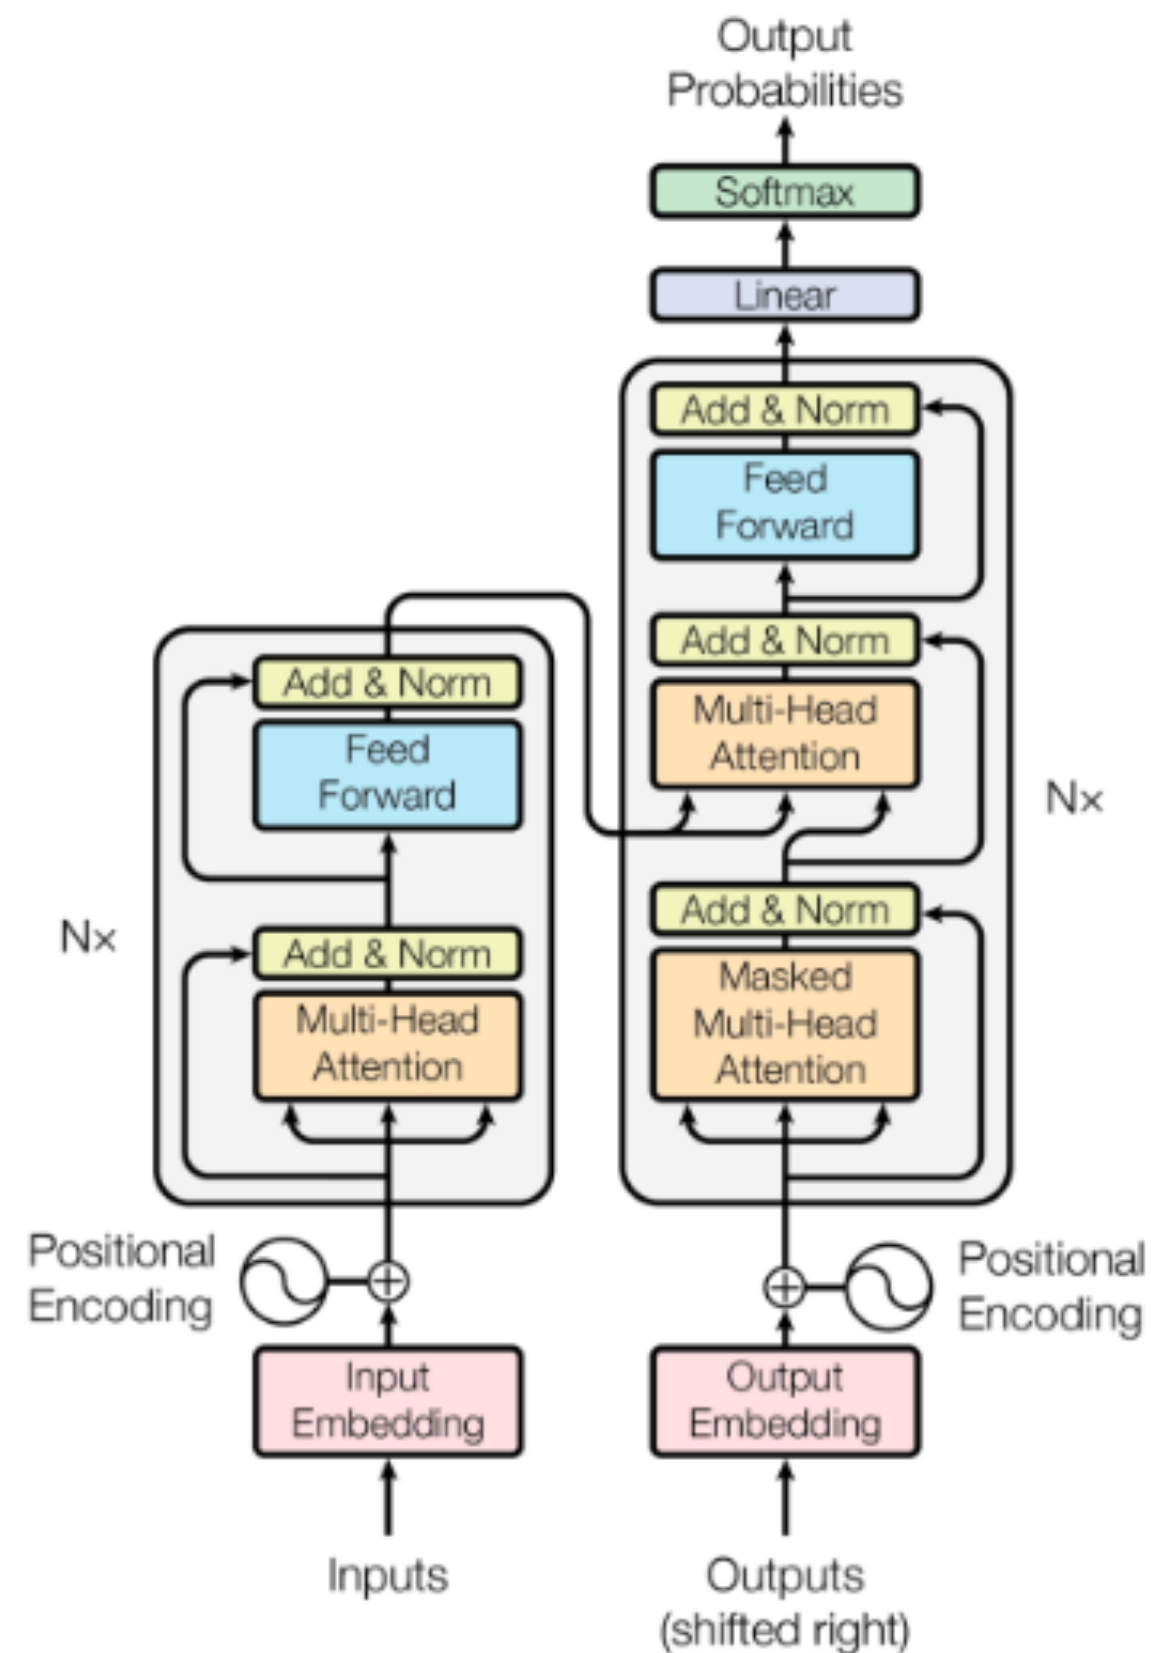 Output
Probabilities
Softmax
Linear
Add & Norm
Feed
Forward
Add & Norm
Multi-Head
Attention
Add & Norm
Masked
Multi-Head
Attention
N×
Add & Norm
Feed
Forward
Add & Norm
Multi-Head
Attention
N×
Positional
Encoding
Positional
Encoding
Input
Embedding
Output
Embedding
Inputs
Outputs
(shifted right)